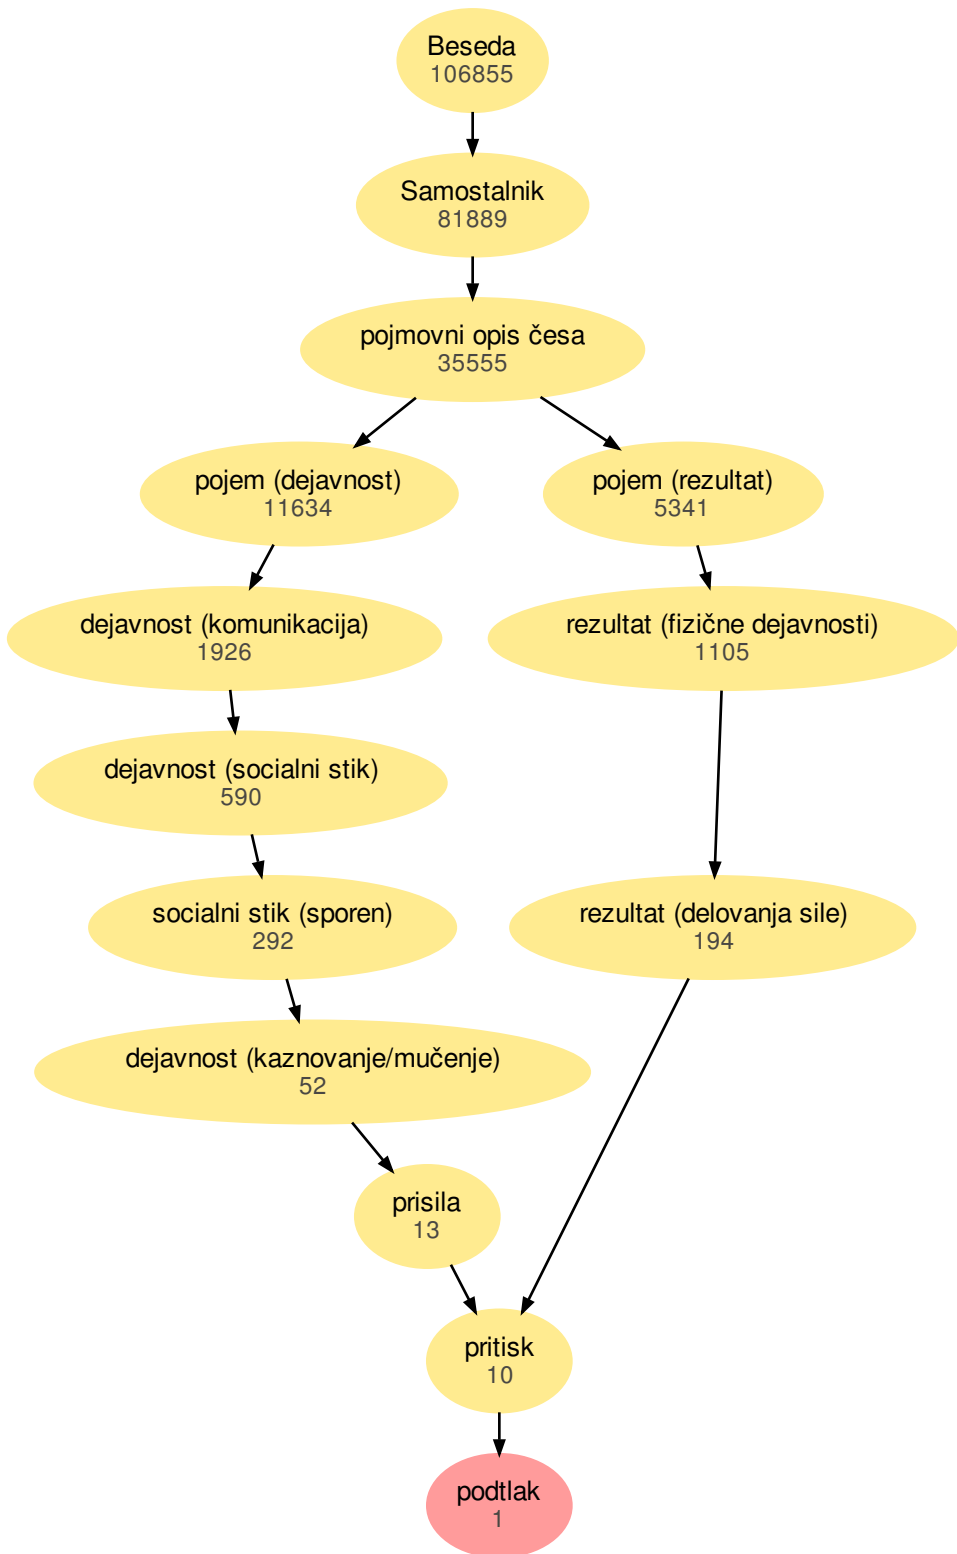 Beseda
106855
Samostalnik
81889
pojmovni opis česa
35555
pojem (dejavnost)
11634
pojem (rezultat)
5341
dejavnost (komunikacija)
1926
rezultat (fizične dejavnosti)
1105
dejavnost (socialni stik)
590
socialni stik (sporen)
292
rezultat (delovanja sile)
194
dejavnost (kaznovanje/mučenje)
52
prisila
13
pritisk
10
podtlak
1